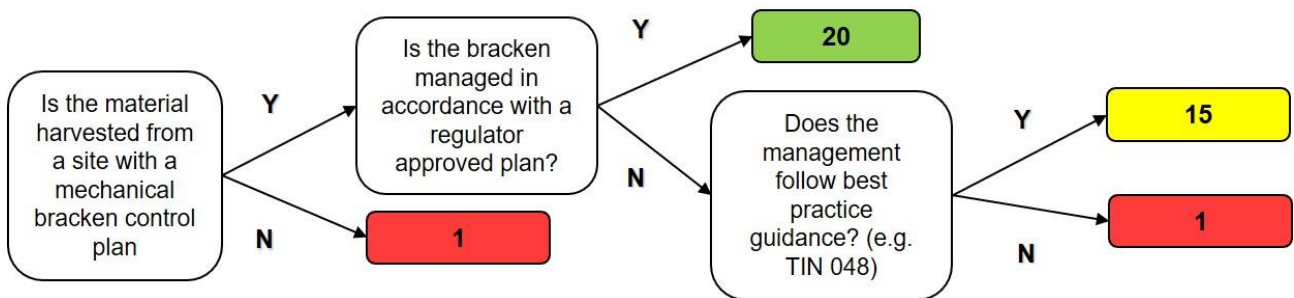 Is the material
harvested from
a site with a
mechanical
bracken control
plan
Y
N
Is the bracken
managed in
accordance with a
regulator
approved plan?
1
Y
N
20
Does the
management
follow best
practice
guidance? (e.g.
TIN 048)
Y
N
15
1